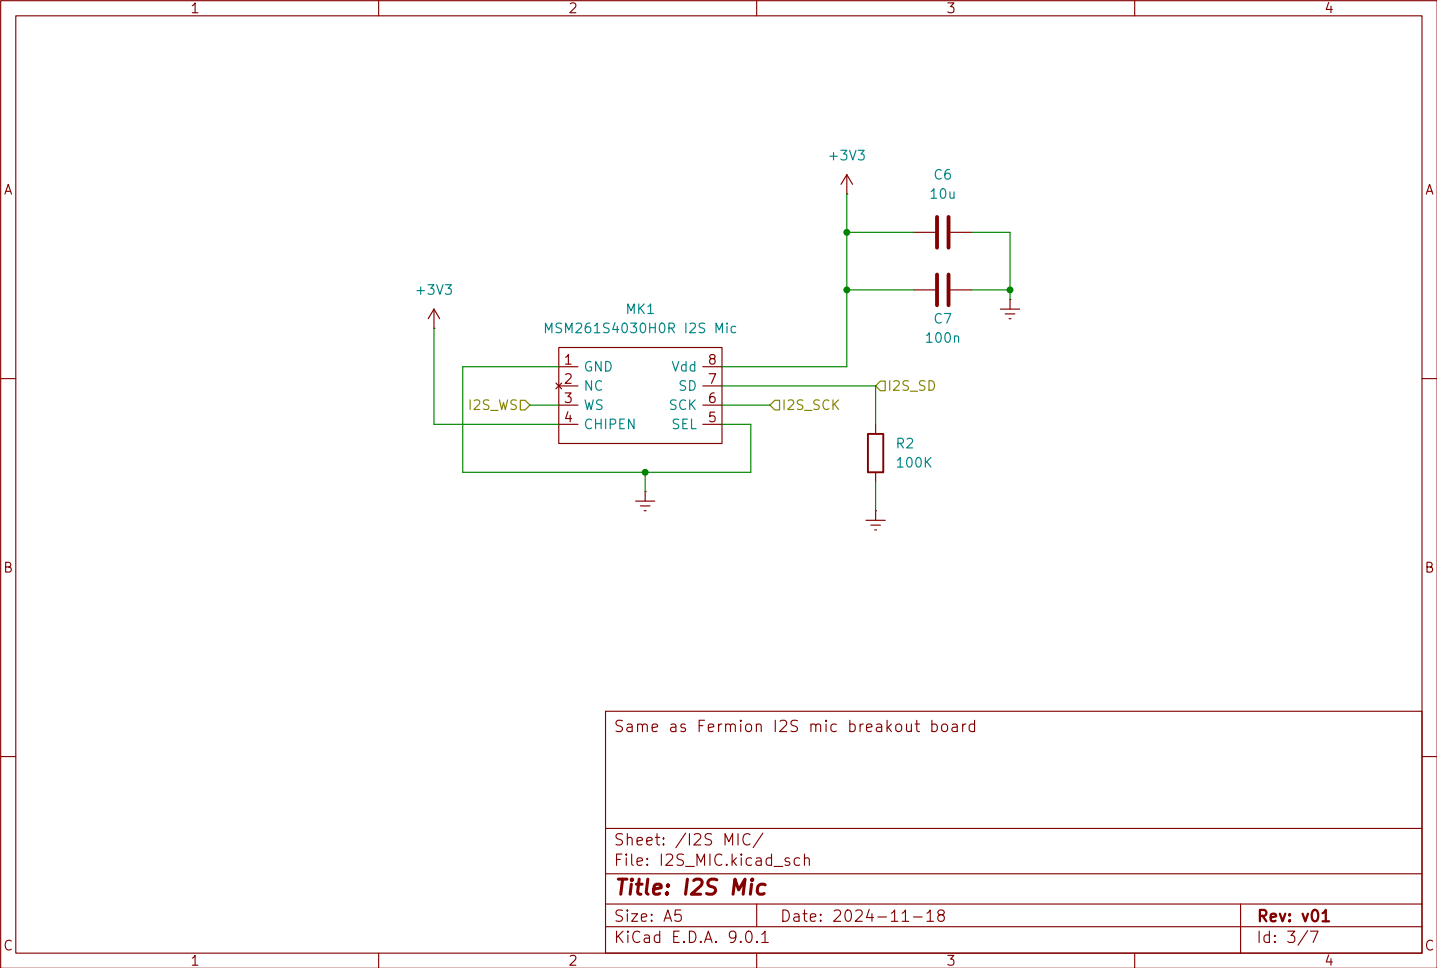 1 2 3 4
A A
+3V3
C6
10u
+3V3
C7
100n
MK1
MSM261S4030H0R I2S Mic
1 GND Vdd 8
2 NC SD 7 I2S_SD
I2S_WS 3 WS SCK 6 I2S_SCK
4 CHIPEN SEL 5
R2
100K
B B
Same as Fermion I2S mic breakout board
Sheet: /I2S MIC/
File: I2S_MIC.kicad_sch
Title: I2S Mic
Size: A5 Date: 2024-11-18 Rev: v01
KiCad E.D.A. 9.0.1 Id: 3/7
C C
1 2 3 4